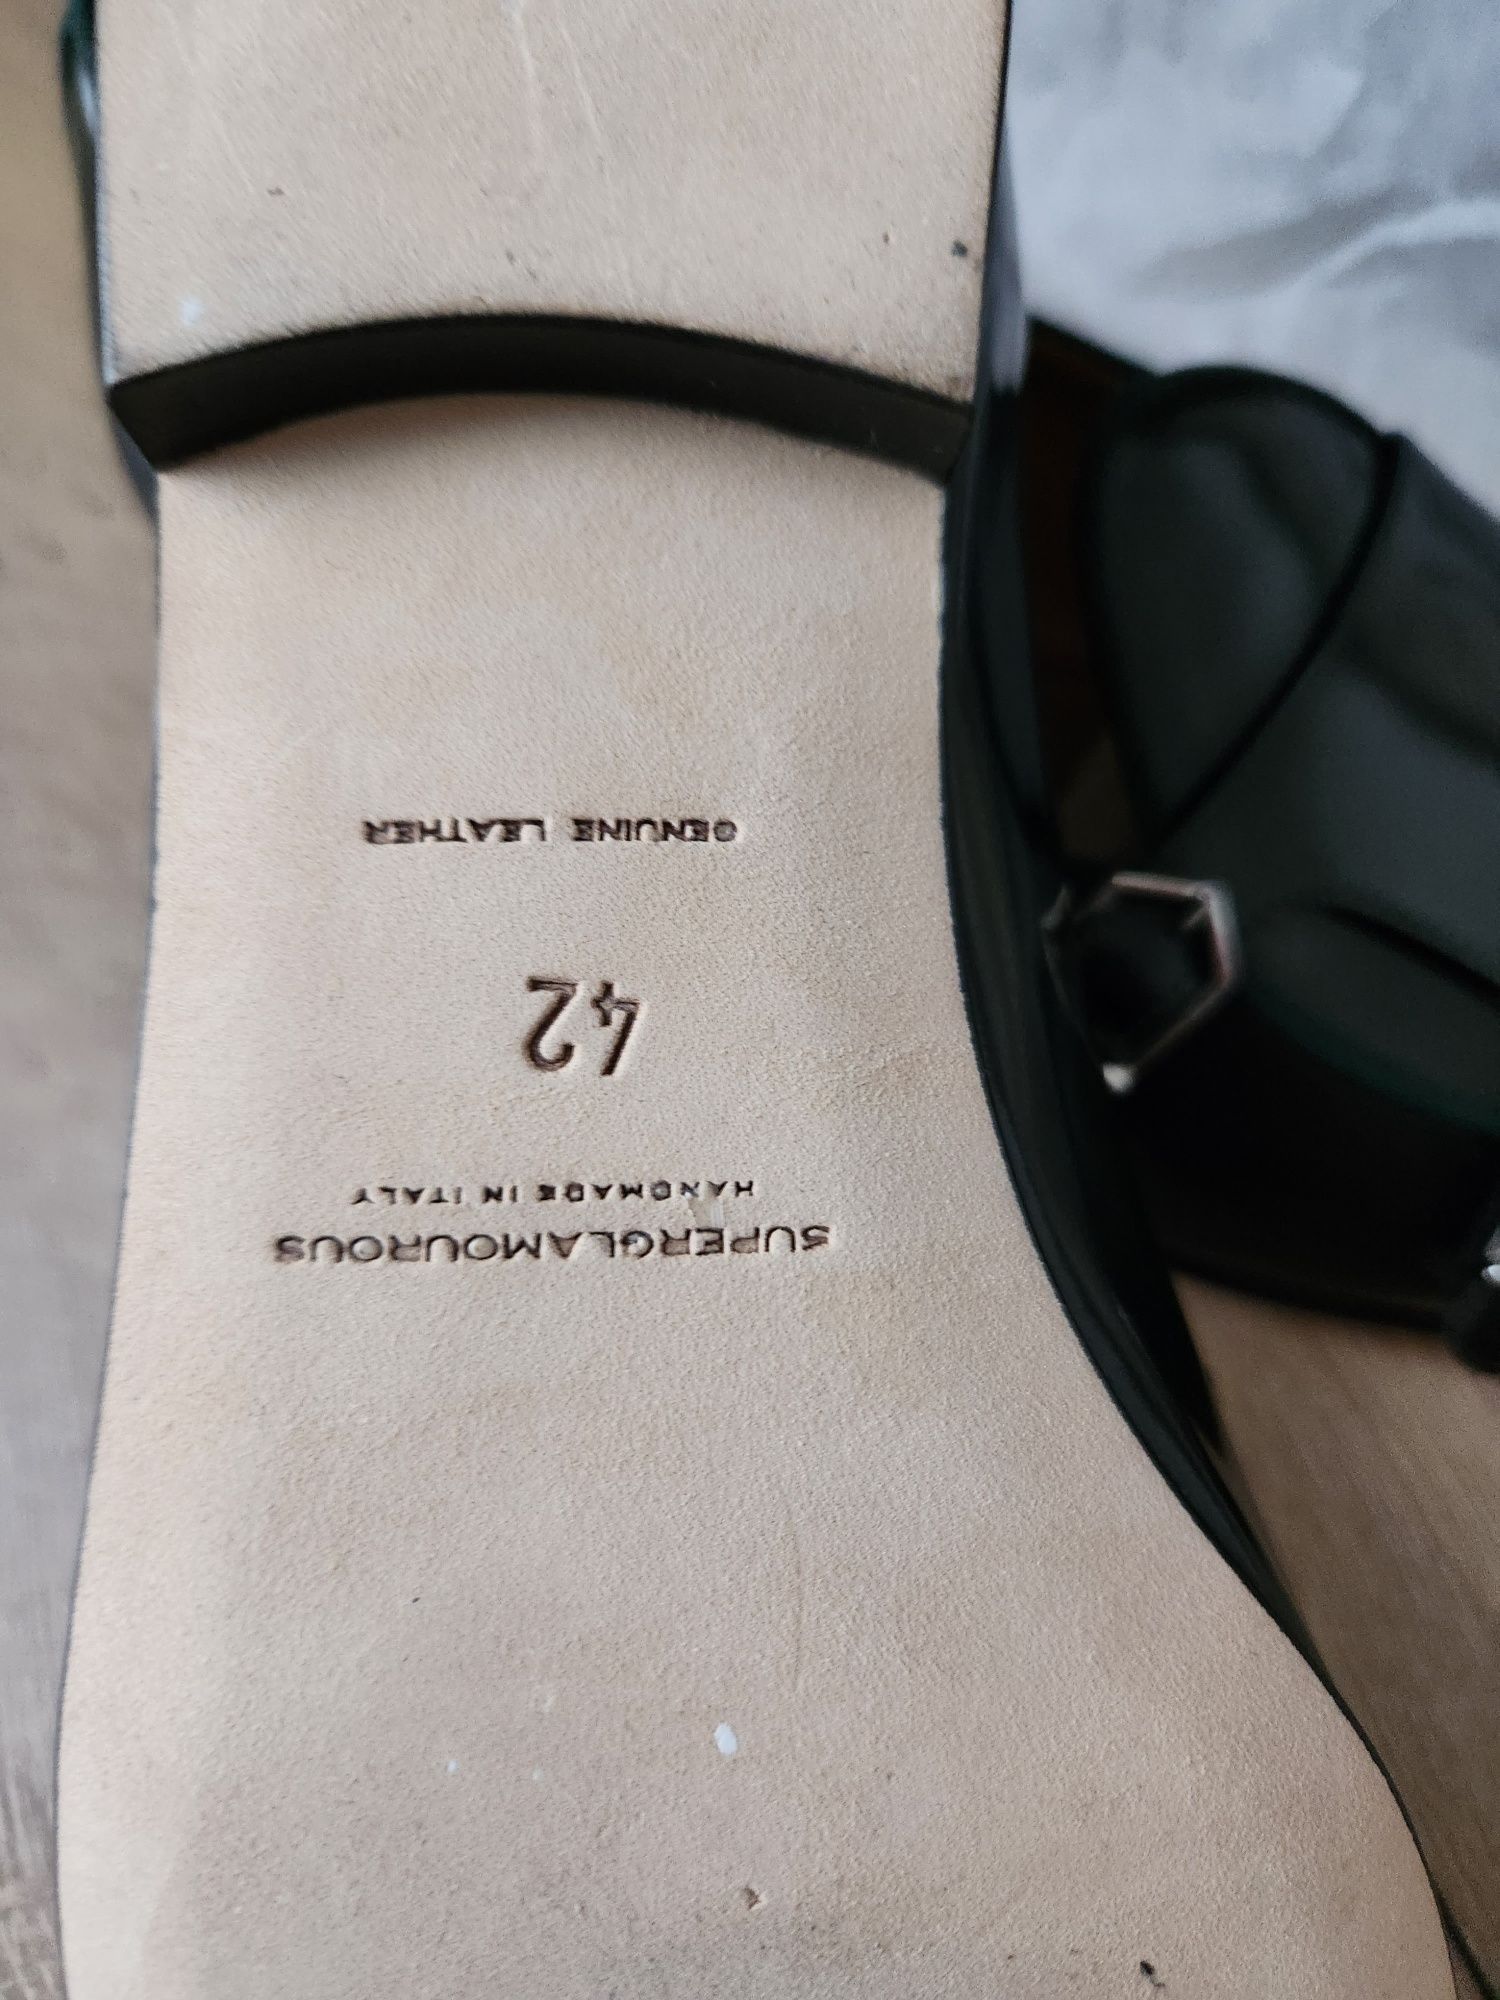 SUPERGLAMOUROUS
HANDMADE IN ITALY
42
GENUINE LEATHER